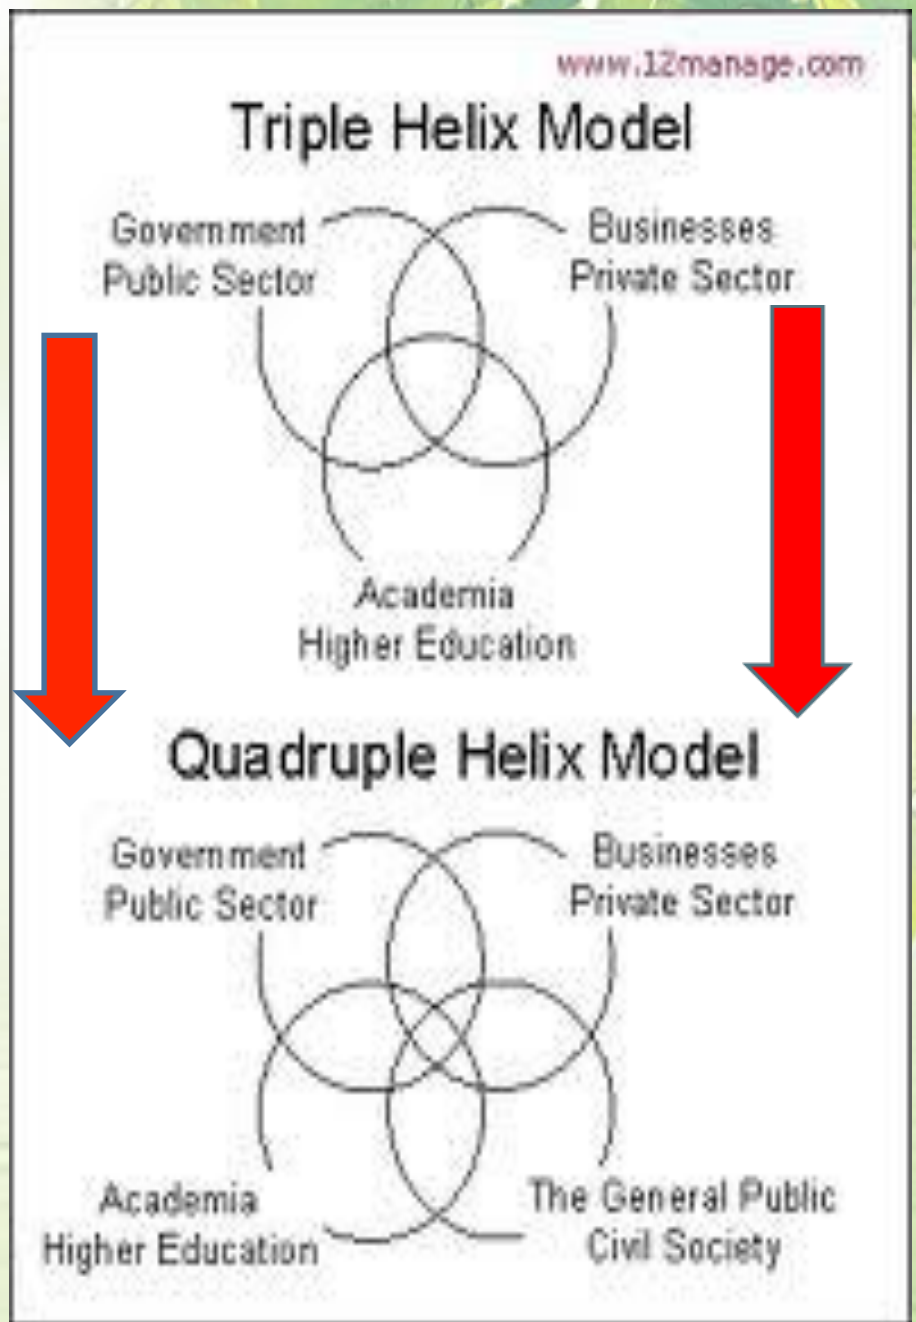 www.12manage.com
Triple Helix Model
Government
Public Sector
Businesses
Private Sector
Academia
Higher Education
Quadruple Helix Model
Government
Public Sector
Businesses
Private Sector
Academia
Higher Education
The General Public
Civil Society